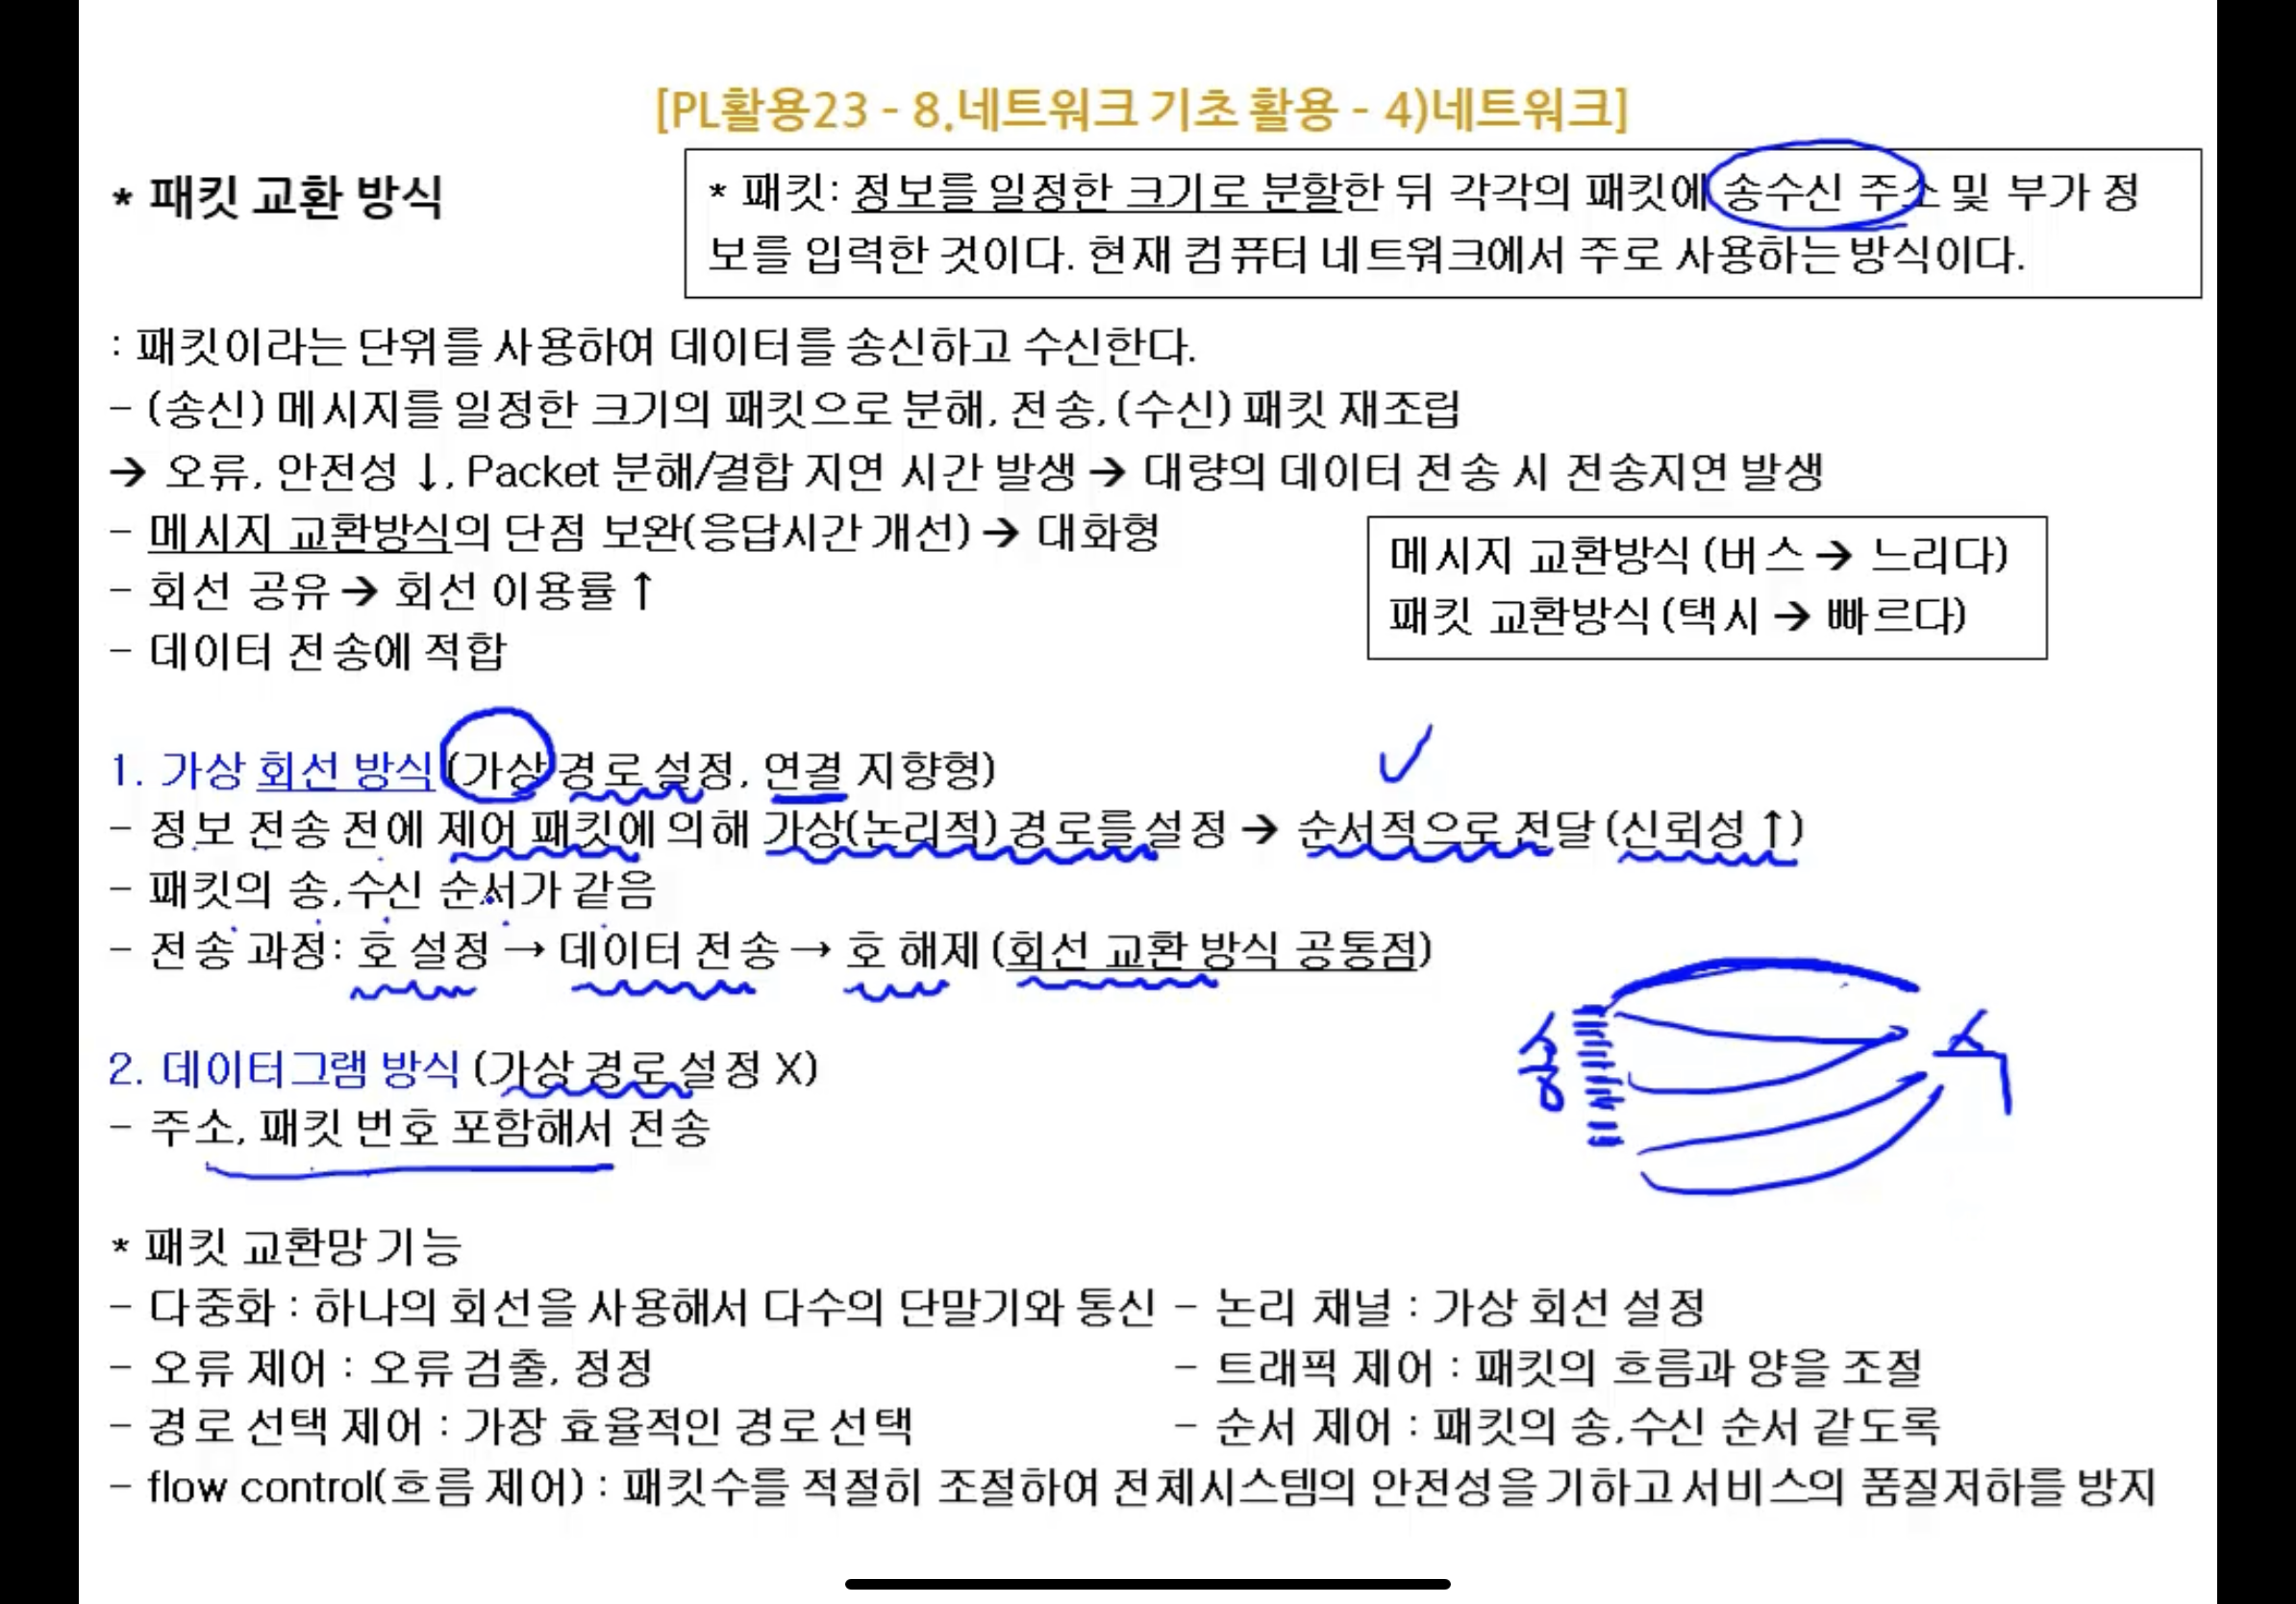 [PL활용23 - 8.네트워크 기초 활용 - 4)네트워크]
* 패킷 교환 방식
* 패킷: 정보를 일정한 크기로 분할한 뒤 각각의 패킷에 송수신 주소 및 부가 정
보를 입력한 것이다. 현재 컴퓨터 네트워크에서 주로 사용하는 방식이다.
: 패킷이라는 단위를 사용하여 데이터를 송신하고 수신한다.
- (송신) 메시지를 일정한 크기의 패킷으로 분해, 전송, (수신) 패킷 재조립
→ 오류, 안전성 ↓, Packet 분해/결합 지연 시간 발생 → 대량의 데이터 전송 시 전송지연 발생
- 메시지 교환방식의 단점 보완(응답시간 개선) → 대화형
- 회선 공유 → 회선 이용률 ↑
- 데이터 전송에 적합
메시지 교환방식 (버스 → 느리다)
패킷 교환방식 (택시 → 빠르다)
1. 가상 회선 방식 (가상 경로 설정, 연결 지향형)
- 정보 전송 전에 제어 패킷에 의해 가상(논리적) 경로를 설정 → 순서적으로 전달 (신뢰성 ↑)
- 패킷의 송,수신 순서가 같음
- 전송 과정: 호 설정 → 데이터 전송 → 호 해제 (회선 교환 방식 공통점)
송 수
2. 데이터그램 방식 (가상 경로 설정 X)
- 주소, 패킷 번호 포함해서 전송
* 패킷 교환망 기능
- 다중화 : 하나의 회선을 사용해서 다수의 단말기와 통신 - 논리 채널 : 가상 회선 설정
- 오류 제어 : 오류 검출, 정정 - 트래픽 제어 : 패킷의 흐름과 양을 조절
- 경로 선택 제어 : 가장 효율적인 경로 선택 - 순서 제어 : 패킷의 송,수신 순서 같도록
- flow control(흐름 제어) : 패킷수를 적절히 조절하여 전체시스템의 안전성을 기하고 서비스의 품질저하를 방지